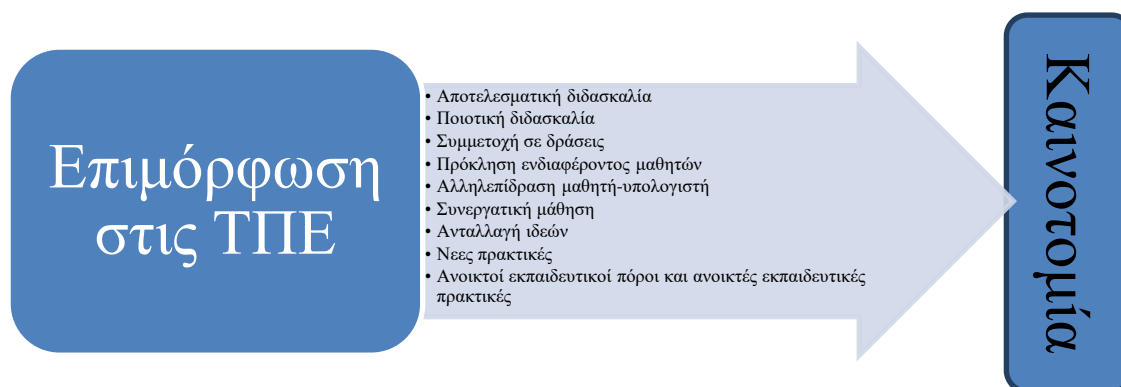 Επιμόρφωση
στις ΤΠΕ
• Αποτελεσματική διδασκαλία
• Ποιοτική διδασκαλία
• Συμμετοχή σε δράσεις
• Πρόκληση ενδιαφέροντος μαθητών
• Αλληλεπίδραση μαθητή-υπολογιστή
• Συνεργατική μάθηση
• Ανταλλαγή ιδεών
• Νεες πρακτικές
• Ανοικτοί εκπαιδευτικοί πόροι και ανοικτές εκπαιδευτικές
πρακτικές
Καινοτομία